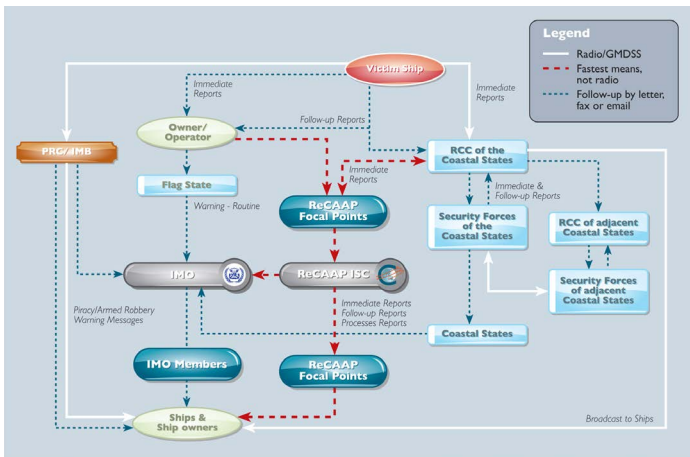 Legend
Radio/GMDSS
Fastest means,
not radio
Follow-up by letter,
fax or email
Victim Ship
Immediate
Reports
Immediate
Reports
Follow-up Reports
Owner/
Operator
PRC/IMB
RCC of the
Coastal States
Flag State
Immediate
Reports
Immediate &
Follow-up Reports
Warning - Routine
ReCAAP
Focal Points
Security Forces
of the
Coastal States
RCC of adjacent
Coastal States
IMO
ReCAAP ISC
Security Forces
of adjacent
Coastal States
Piracy/Armed Robbery
Warning Messages
Immediate Reports
Follow-up Reports
Processes Reports
Coastal States
IMO Members
ReCAAP
Focal Points
Ships &
Ship owners
Broadcast to Ships